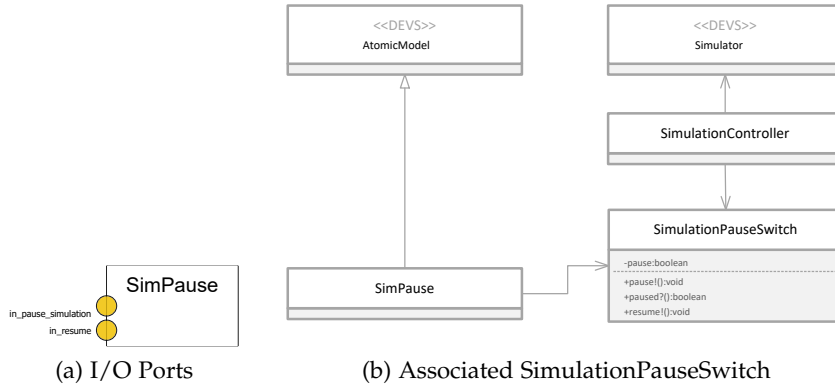 <<DEVS>>
AtomicModel
<<DEVS>>
Simulator
SimulationController
SimulationPauseSwitch
-pause:boolean
+pause!():void
+paused?():boolean
+resume!():void
SimPause
SimPause
in_pause_simulation
in_resume
(a) I/O Ports
(b) Associated SimulationPauseSwitch